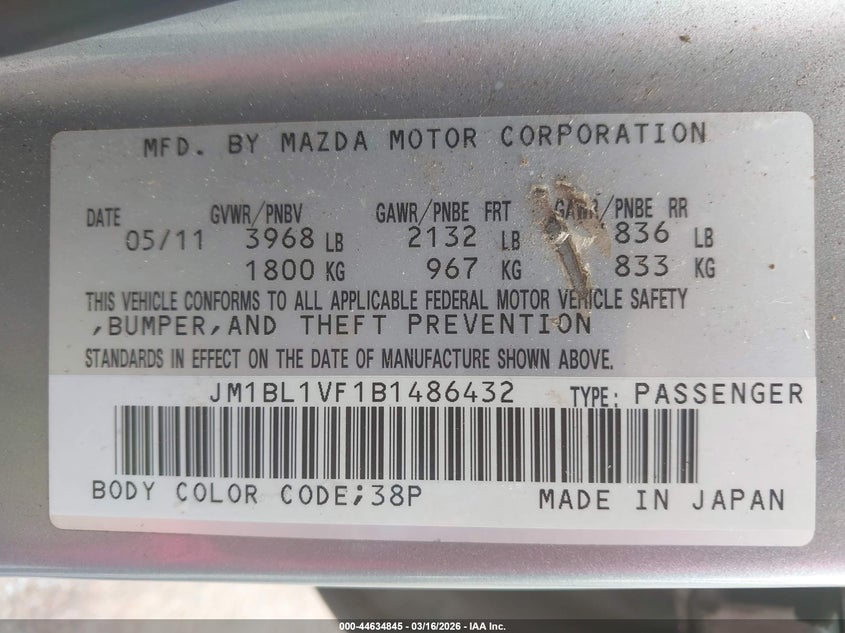 MFD. BY MAZDA MOTOR CORPORATION
DATE GVWR/PNBV GAWR/PNBE FRT GAWR/PNBE RR
05/11 3968 LB 2132 LB 836 LB
1800 KG 967 KG 833 KG
THIS VEHICLE CONFORMS TO ALL APPLICABLE FEDERAL MOTOR VEHICLE SAFETY
,BUMPER,AND THEFT PREVENTION
STANDARDS IN EFFECT ON THE DATE OF MANUFACTURE SHOWN ABOVE.
JM1BL1VF1B1486432 TYPE: PASSENGER
BODY COLOR CODE;38P MADE IN JAPAN
000-44634845 - 03/16/2026 - IAA Inc.